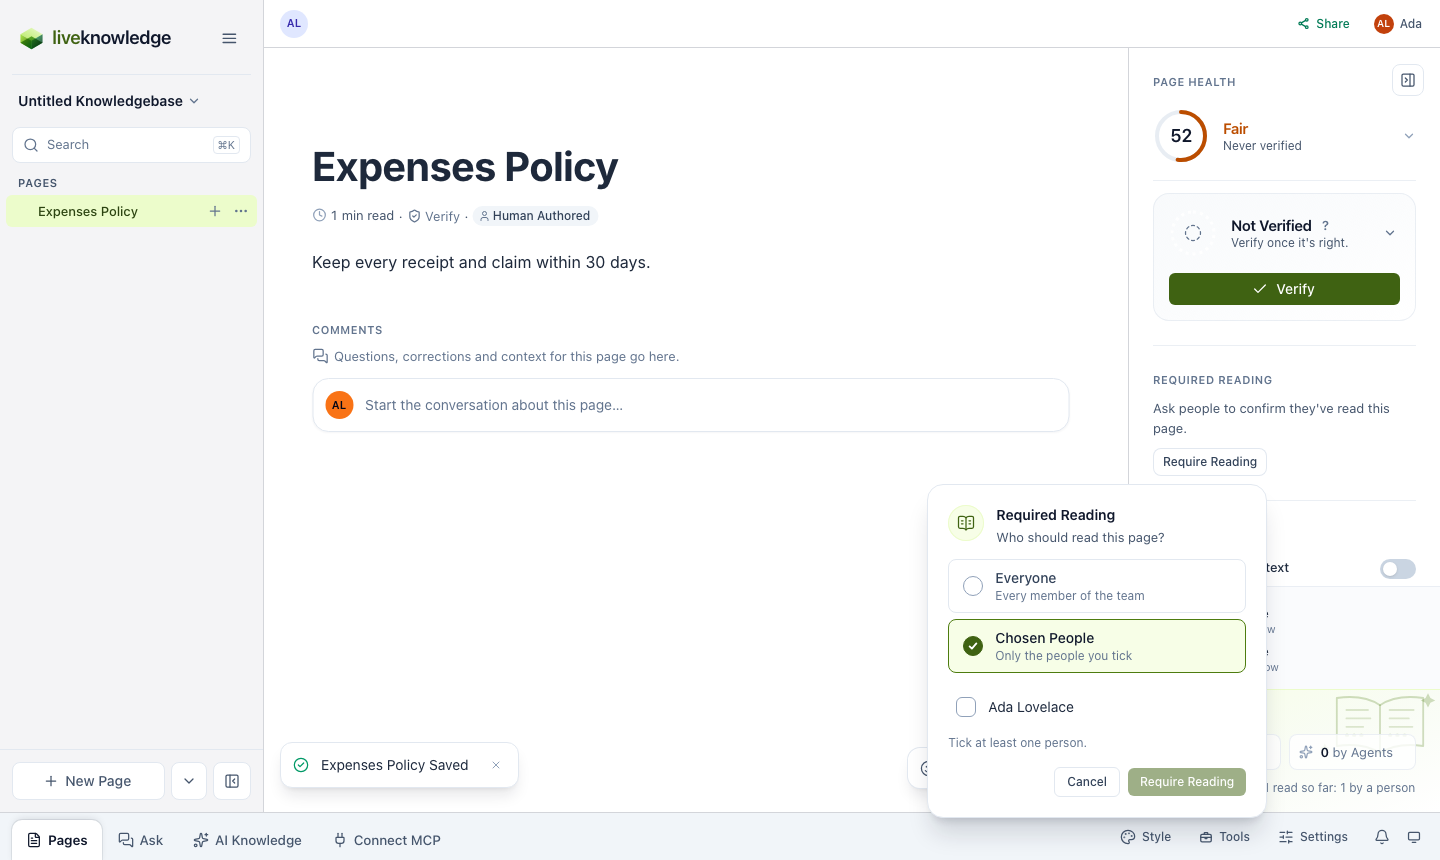 liveknowledge
Untitled Knowledgebase
Search
⌘K
PAGES
Expenses Policy
New Page
AL
Share
AL
Ada
Expenses Policy
1 min read · Verify · Human Authored
Keep every receipt and claim within 30 days.
COMMENTS
Questions, corrections and context for this page go here.
AL
Start the conversation about this page...
Expenses Policy Saved
PAGE HEALTH
52
Fair
Never verified
Not Verified ?
Verify once it's right.
Verify
REQUIRED READING
Ask people to confirm they've read this
page.
Require Reading
Required Reading
Who should read this page?
Everyone
Every member of the team
Chosen People
Only the people you tick
Ada Lovelace
Tick at least one person.
Cancel
Require Reading
0 by Agents
read so far: 1 by a person
Pages
Ask
AI Knowledge
Connect MCP
Style
Tools
Settings